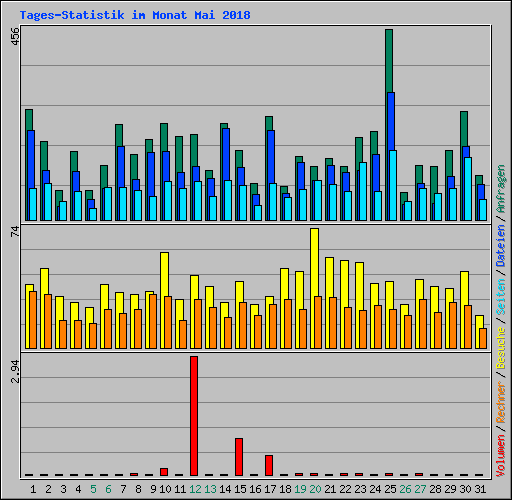 Tages-Statistik im Monat Mai 2018
456
74
2.94
Volumen / Rechner / Besuche / Seiten / Dateien / Anfragen
1 2 3 4 5 6 7 8 9 10 11 12 13 14 15 16 17 18 19 20 21 22 23 24 25 26 27 28 29 30 31